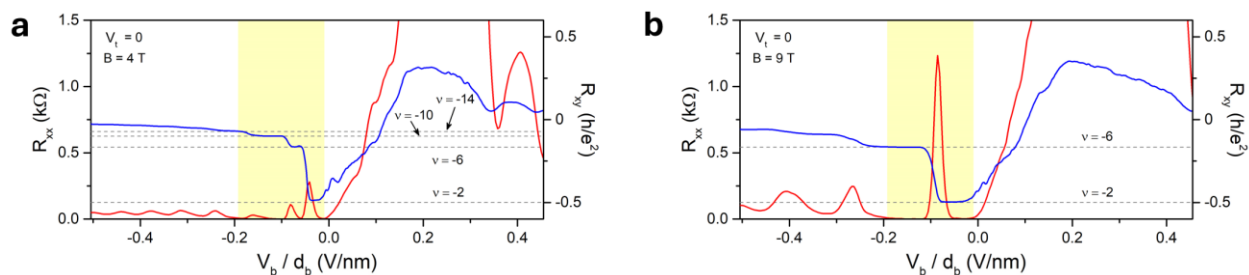 a
V_t = 0
B = 4 T
ν = -14
ν = -10
ν = -6
ν = -2
R_xx (kΩ)
1.5
1.0
0.5
0.0
R_xy (h/e²)
0.5
0
-0.5
-0.4
-0.2
0.0
0.2
0.4
V_b / d_b (V/nm)
b
V_t = 0
B = 9 T
ν = -6
ν = -2
R_xx (kΩ)
1.5
1.0
0.5
0.0
R_xy (h/e²)
0.5
0
-0.5
-0.4
-0.2
0.0
0.2
0.4
V_b / d_b (V/nm)